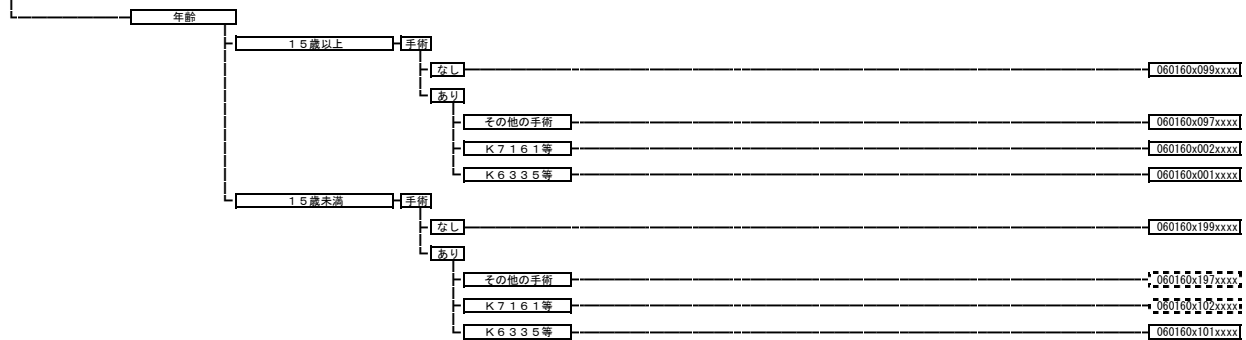 年齢
１５歳以上 手術
なし 060160x099xxxx
あり
その他の手術 060160x097xxxx
Ｋ７１６１等 060160x002xxxx
Ｋ６３３５等 060160x001xxxx
１５歳未満 手術
なし 060160x199xxxx
あり
その他の手術 060160x197xxxx
Ｋ７１６１等 060160x102xxxx
Ｋ６３３５等 060160x101xxxx